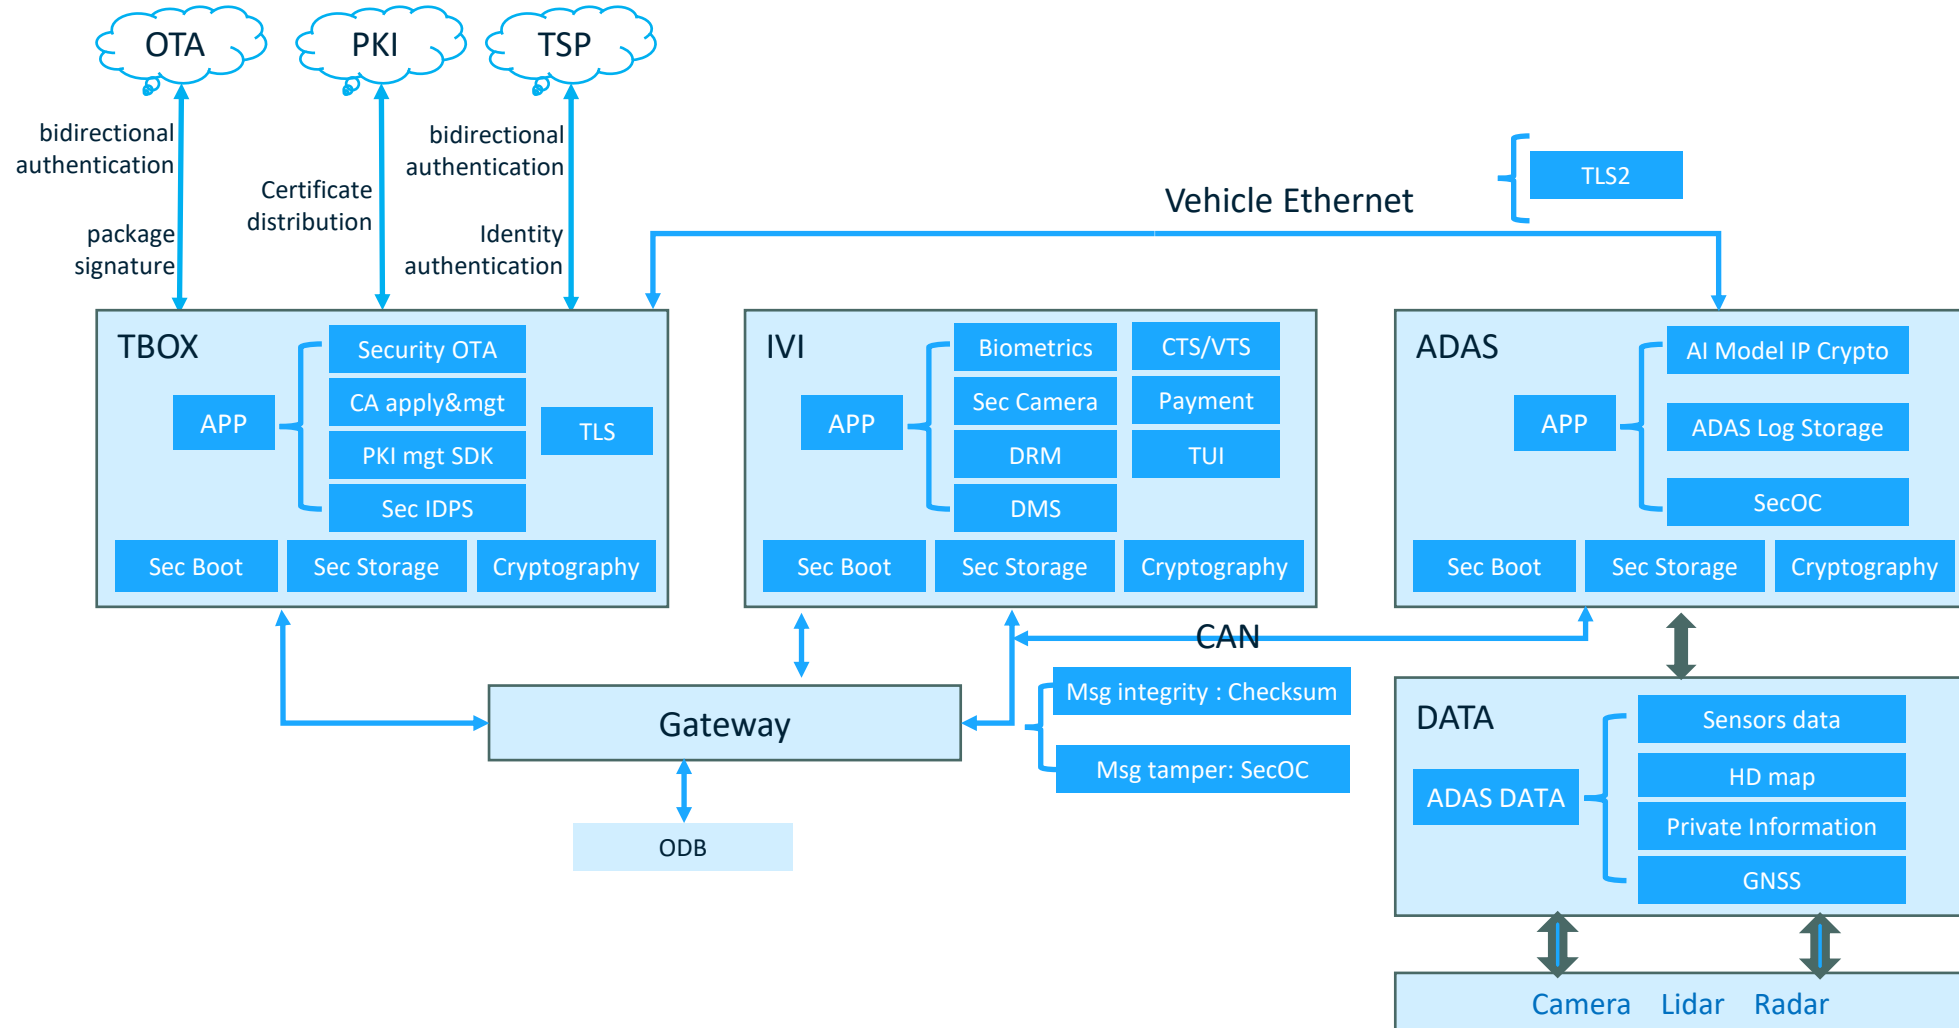 OTA
PKI
TSP
bidirectional
authentication
package
signature
Certificate
distribution
bidirectional
authentication
Identity
authentication
Vehicle Ethernet
TLS2
TBOX
APP
Security OTA
CA apply&mgt
PKI mgt SDK
Sec IDPS
TLS
Sec Boot
Sec Storage
Cryptography
IVI
APP
Biometrics
Sec Camera
DRM
DMS
CTS/VTS
Payment
TUI
Sec Boot
Sec Storage
Cryptography
ADAS
APP
AI Model IP Crypto
ADAS Log Storage
SecOC
Sec Boot
Sec Storage
Cryptography
CAN
Gateway
Msg integrity : Checksum
Msg tamper: SecOC
ODB
DATA
ADAS DATA
Sensors data
HD map
Private Information
GNSS
Camera Lidar Radar